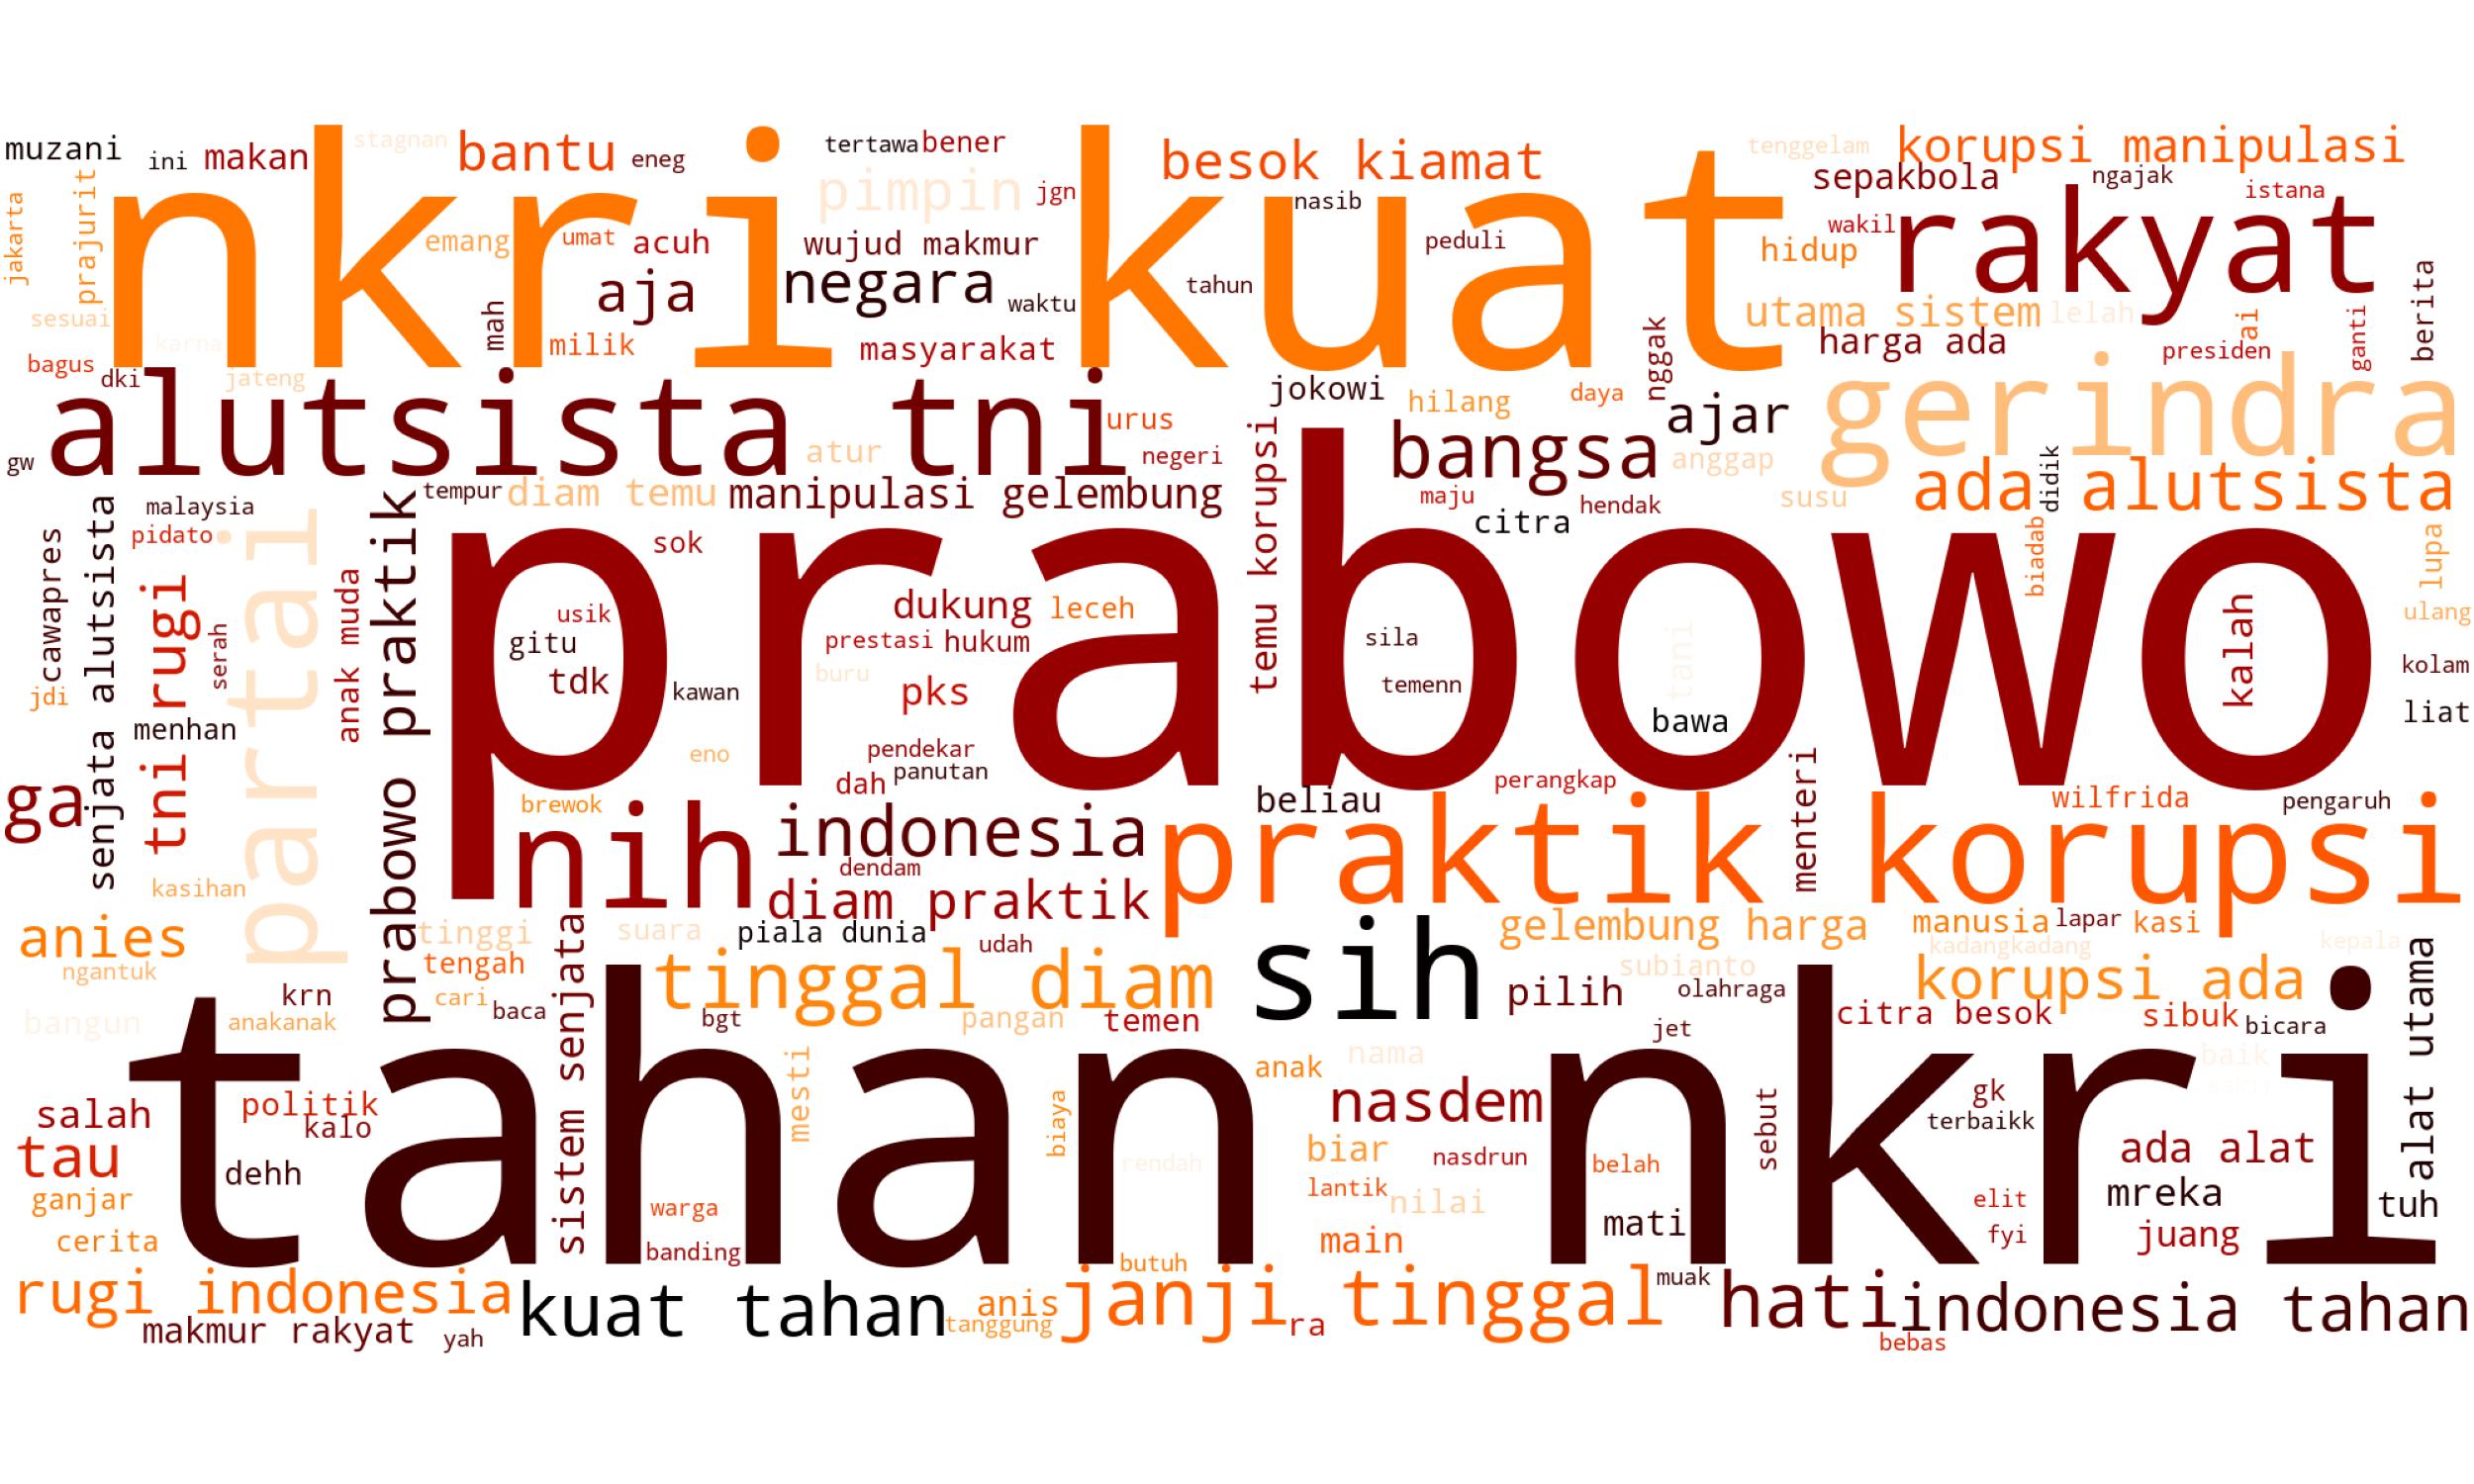 muzani
ini
makan
stagnan
bantu
eneg
tertawa
bener
pimpin
jgn
besok kiamat
nasib
tenggelam
korupsi manipulasi
sepakbola
ngajak
istana
jakarta
prajurit
nkri kuat
emang
umat
acuh
wujud makmur
peduli
wakil
hidup
rakyat
sesuai
karna
mah
aja
negara
waktu
tahun
utama sistem
lelah
berita
bagus
dki
jateng
milik
masyarakat
nggak
harga ada
ai
presiden
ganti
gw
alutsista tni
urus
atur
negeri
jokowi
hilang
daya
ajar
gerindra
bangsa
anggap
maju
hendak
citra
susu
ada alutsista
didik
malaysia
pidato
tempur
diam temu
manipulasi gelembung
temu korupsi
cawapres
senjata alutsista
partai
prabowo praktik
prabowo
sok
biadab
lupa
tni rugi
serah
anak muda
usik
gitu
tdk
kawan
dukung
leceh
prestasi
hukum
buru
pks
sila
temenn
tani
bawa
kalah
ulang
kolam
liat
jdi
menhan
eno
pendekar
panutan
dah
perangkap
menteri
ga
brewok
nih
indonesia
beliau
praktik korupsi
wilfrida
pengaruh
kasihan
dendam
diam praktik
anies
ngantuk
tinggi
suara
piala dunia
udah
sih
gelembung harga
manusia
lapar
kasi
kadangkadang
kepala
tengah
cari
baca
sistem senjata
tinggal diam
subianto
korupsi ada
krn
bangun
anakanak
bgt
pangan
temen
pilih
olahraga
jet
citra besok
sibuk
bicara
alat utama
tahan nkri
mesti
biaya
anak
nama
baik
salah
politik
kalo
nasdem
sebut
gk
terbaikk
tau
dehh
rendah
biar
nasdrun
belah
ada alat
ganjar
warga
lantik
nilai
mati
elit
mreka
tuh
cerita
banding
main
fyi
juang
rugi indonesia
kuat tahan
butuh
anis
janji tinggal
muak
hati
indonesia tahan
makmur rakyat
yah
tanggung
ra
bebas